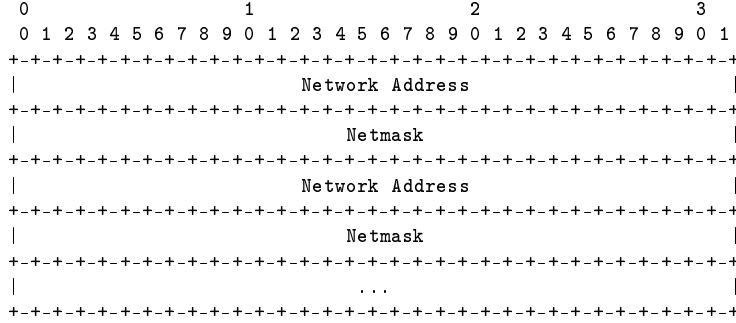 0                   1                   2                   3
 0 1 2 3 4 5 6 7 8 9 0 1 2 3 4 5 6 7 8 9 0 1 2 3 4 5 6 7 8 9 0 1
+-+-+-+-+-+-+-+-+-+-+-+-+-+-+-+-+-+-+-+-+-+-+-+-+-+-+-+-+-+-+-+-+
|                         Network Address                       |
+-+-+-+-+-+-+-+-+-+-+-+-+-+-+-+-+-+-+-+-+-+-+-+-+-+-+-+-+-+-+-+-+
|                             Netmask                           |
+-+-+-+-+-+-+-+-+-+-+-+-+-+-+-+-+-+-+-+-+-+-+-+-+-+-+-+-+-+-+-+-+
|                         Network Address                       |
+-+-+-+-+-+-+-+-+-+-+-+-+-+-+-+-+-+-+-+-+-+-+-+-+-+-+-+-+-+-+-+-+
|                             Netmask                           |
+-+-+-+-+-+-+-+-+-+-+-+-+-+-+-+-+-+-+-+-+-+-+-+-+-+-+-+-+-+-+-+-+
|                              ...                              |
+-+-+-+-+-+-+-+-+-+-+-+-+-+-+-+-+-+-+-+-+-+-+-+-+-+-+-+-+-+-+-+-+